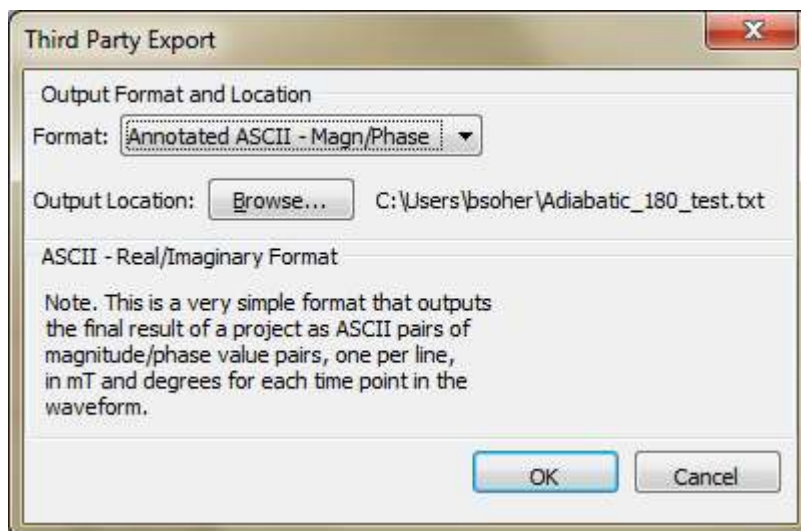 Third Party Export
Output Format and Location
Format: Annotated ASCII - Magn/Phase
Output Location: Browse... C:\Users\bsoher\Adiabatic_180_test.txt
ASCII - Real/Imaginary Format
Note. This is a very simple format that outputs
the final result of a project as ASCII pairs of
magnitude/phase value pairs, one per line,
in mT and degrees for each time point in the
waveform.
OK Cancel